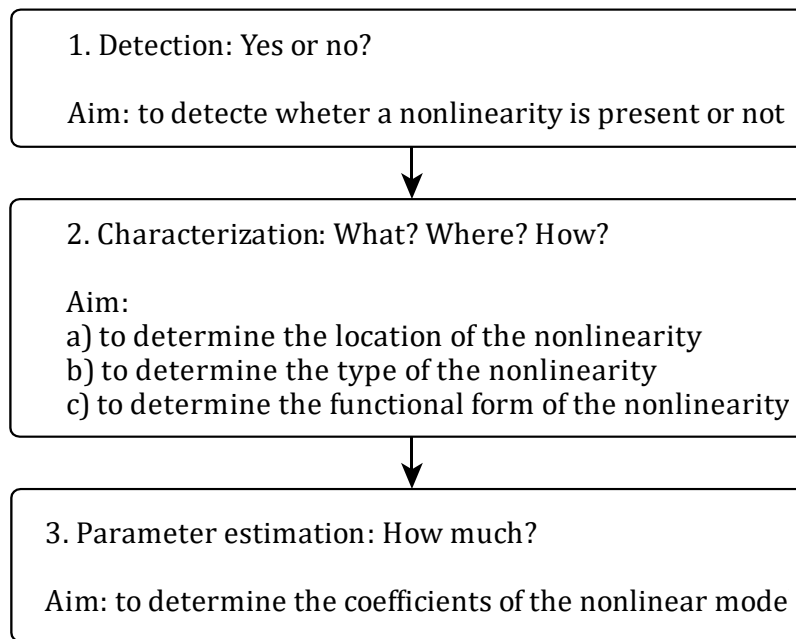 1. Detection: Yes or no?
Aim: to detecte wheter a nonlinearity is present or not
2. Characterization: What? Where? How?
Aim:
a) to determine the location of the nonlinearity
b) to determine the type of the nonlinearity
c) to determine the functional form of the nonlinearity
3. Parameter estimation: How much?
Aim: to determine the coefficients of the nonlinear mode